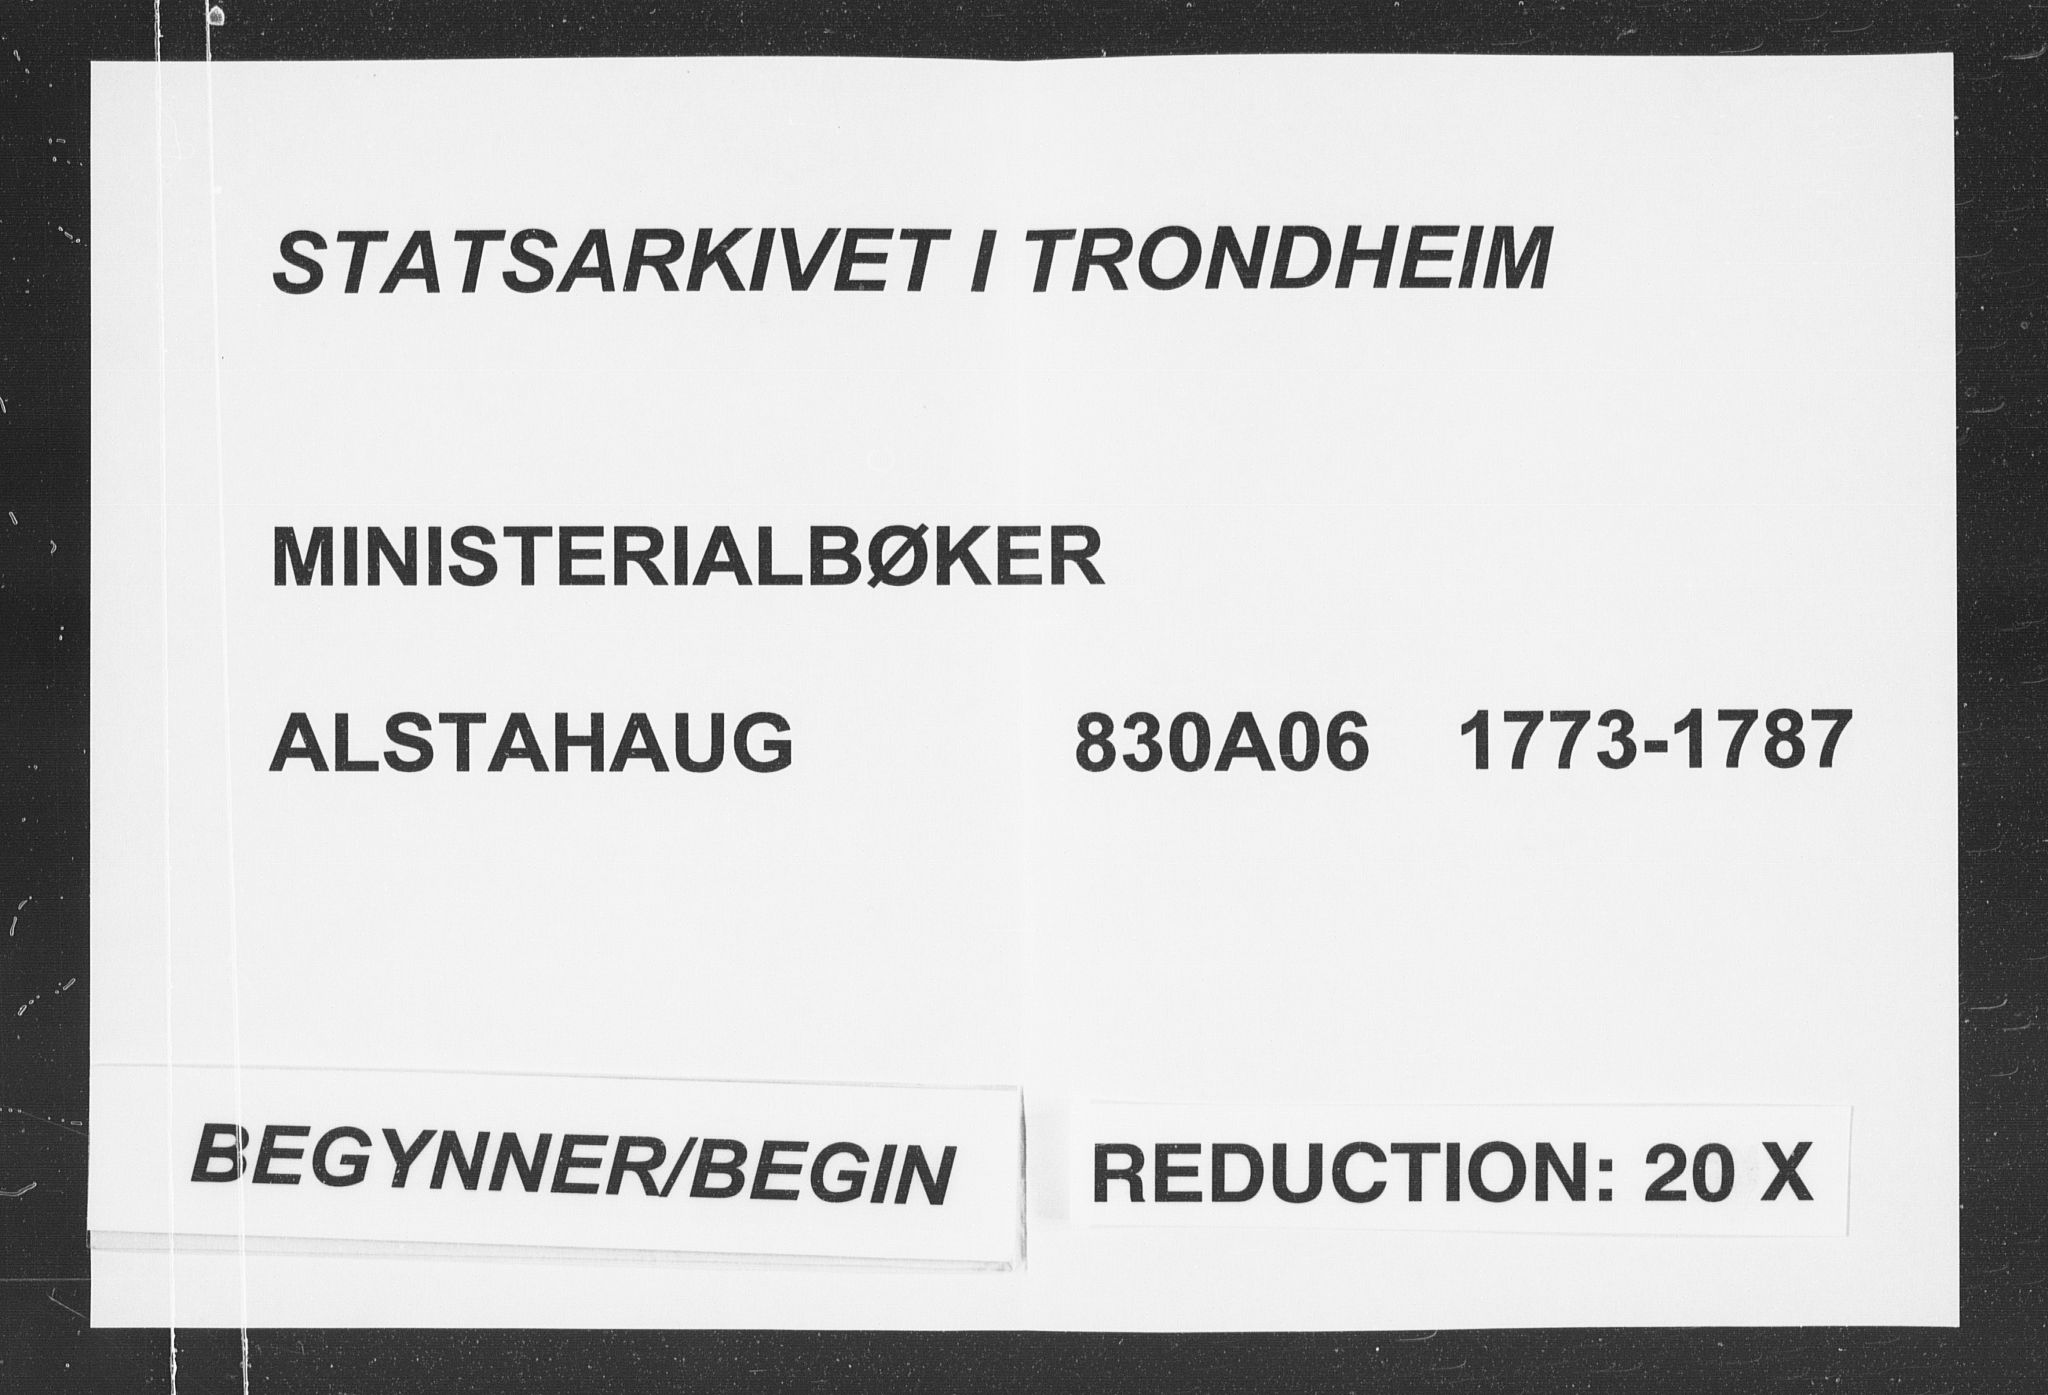 STATSARKIVET I TRONDHEIM
MINISTERIALBØKER
ALSTAHAUG 830A06 1773-1787
BEGYNNER/BEGIN
REDUCTION: 20 X